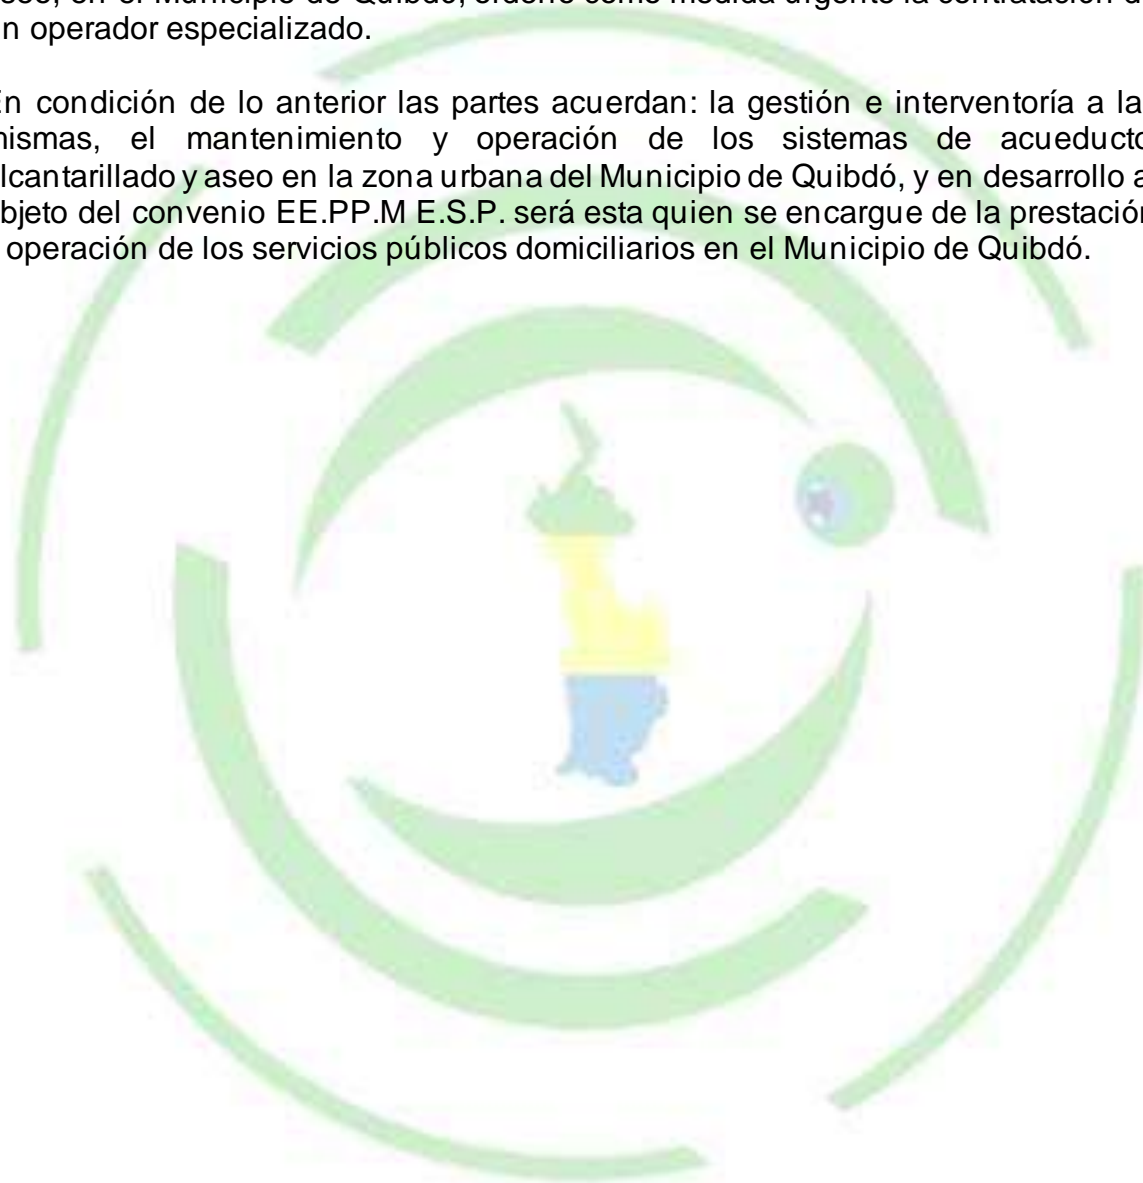 aseo, en el Municipio de Quibdó, ordenó como medida urgente la contratación d
n operador especializado.
En condición de lo anterior las partes acuerdan: la gestión e interventoría a la
mismas, el mantenimiento y operación de los sistemas de acueducto
lcantarillado y aseo en la zona urbana del Municipio de Quibdó, y en desarrollo a
bjeto del convenio EE.PP.M E.S.P. será esta quien se encargue de la prestación
operación de los servicios públicos domiciliarios en el Municipio de Quibdó.